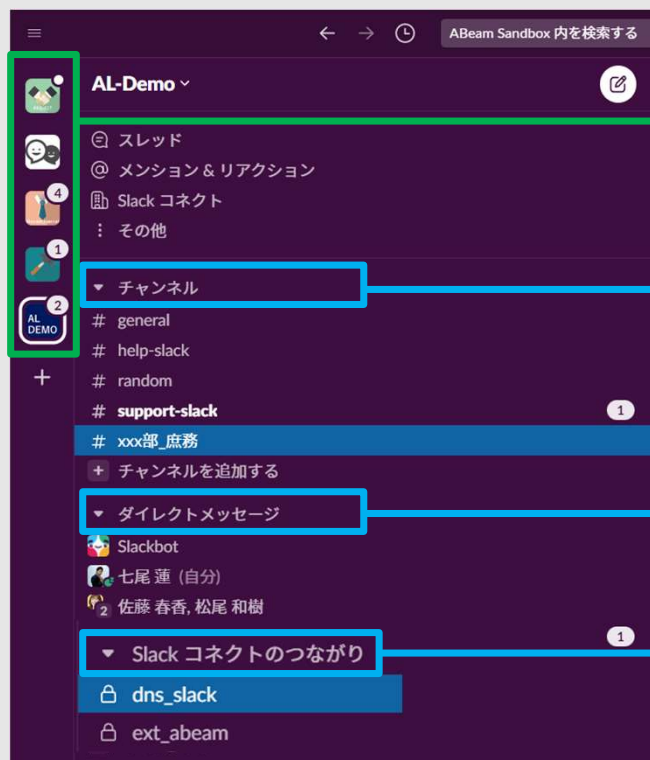 ABeam Sandbox 内を検索する
AL-Demo
スレッド
メンション & リアクション
Slack コネクト
その他
4
1
2
AL
DEMO
チャンネル
# general
# help-slack
# random
# support-slack 1
# xxx部_庶務
+ チャンネルを追加する
ダイレクトメッセージ
Slackbot
七尾 蓮 (自分)
2 佐藤 春香, 松尾 和樹
1
Slack コネクトのつながり
dns_slack
ext_abeam